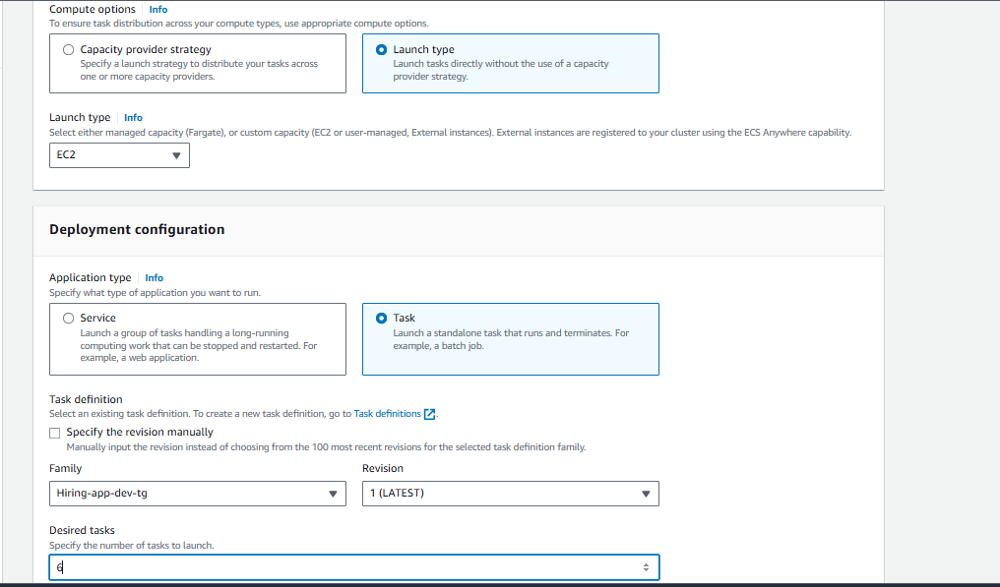 Compute options Info
To ensure task distribution across your compute types, use appropriate compute options.
Capacity provider strategy
Specify a launch strategy to distribute your tasks across
one or more capacity providers.
Launch type
Launch tasks directly without the use of a capacity
provider strategy.
Launch type Info
Select either managed capacity (Fargate), or custom capacity (EC2 or user-managed, External instances). External instances are registered to your cluster using the ECS Anywhere capability.
EC2
Deployment configuration
Application type Info
Specify what type of application you want to run.
Service
Launch a group of tasks handling a long-running
computing work that can be stopped and restarted. For
example, a web application.
Task
Launch a standalone task that runs and terminates. For
example, a batch job.
Task definition
Select an existing task definition. To create a new task definition, go to Task definitions.
Specify the revision manually
Manually input the revision instead of choosing from the 100 most recent revisions for the selected task definition family.
Family
Hiring-app-dev-tg
Revision
1 (LATEST)
Desired tasks
Specify the number of tasks to launch.
6